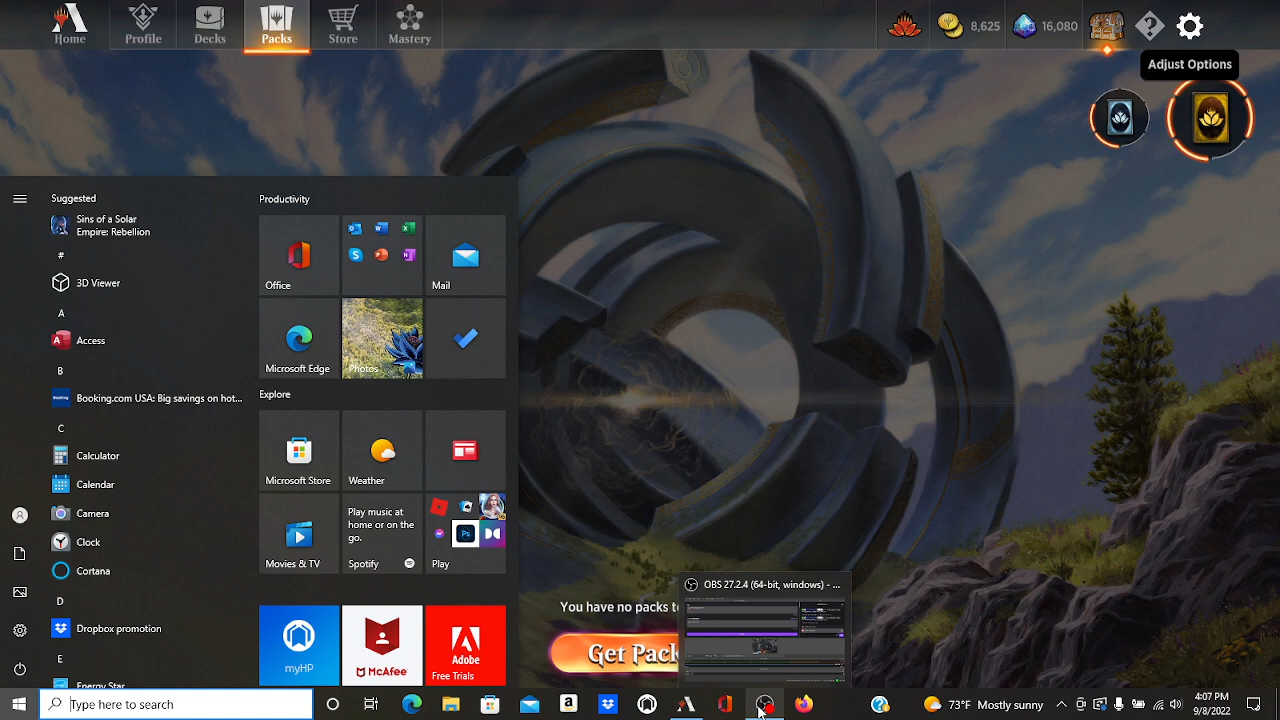 Home
Profile
Decks
Packs
Store
Mastery
8,625
16,080
Adjust Options
Suggested
Sins of a Solar
Empire: Rebellion
#
3D Viewer
A
Access
B
Booking.com USA: Big savings on hot...
C
Calculator
Calendar
Camera
Clock
Cortana
D
Dropbox promotion
E
Energy Star
Productivity
Office
Mail
Microsoft Edge
Photos
Explore
Microsoft Store
Weather
Movies & TV
Play music at
home or on the
go.
Spotify
Play
myHP
McAfee
Adobe
Free Trials
You have no packs to
Get Pack
OBS 27.2.4 (64-bit, windows) - ...
Type here to search
73°F Mostly sunny
4:07 PM
9/8/2022